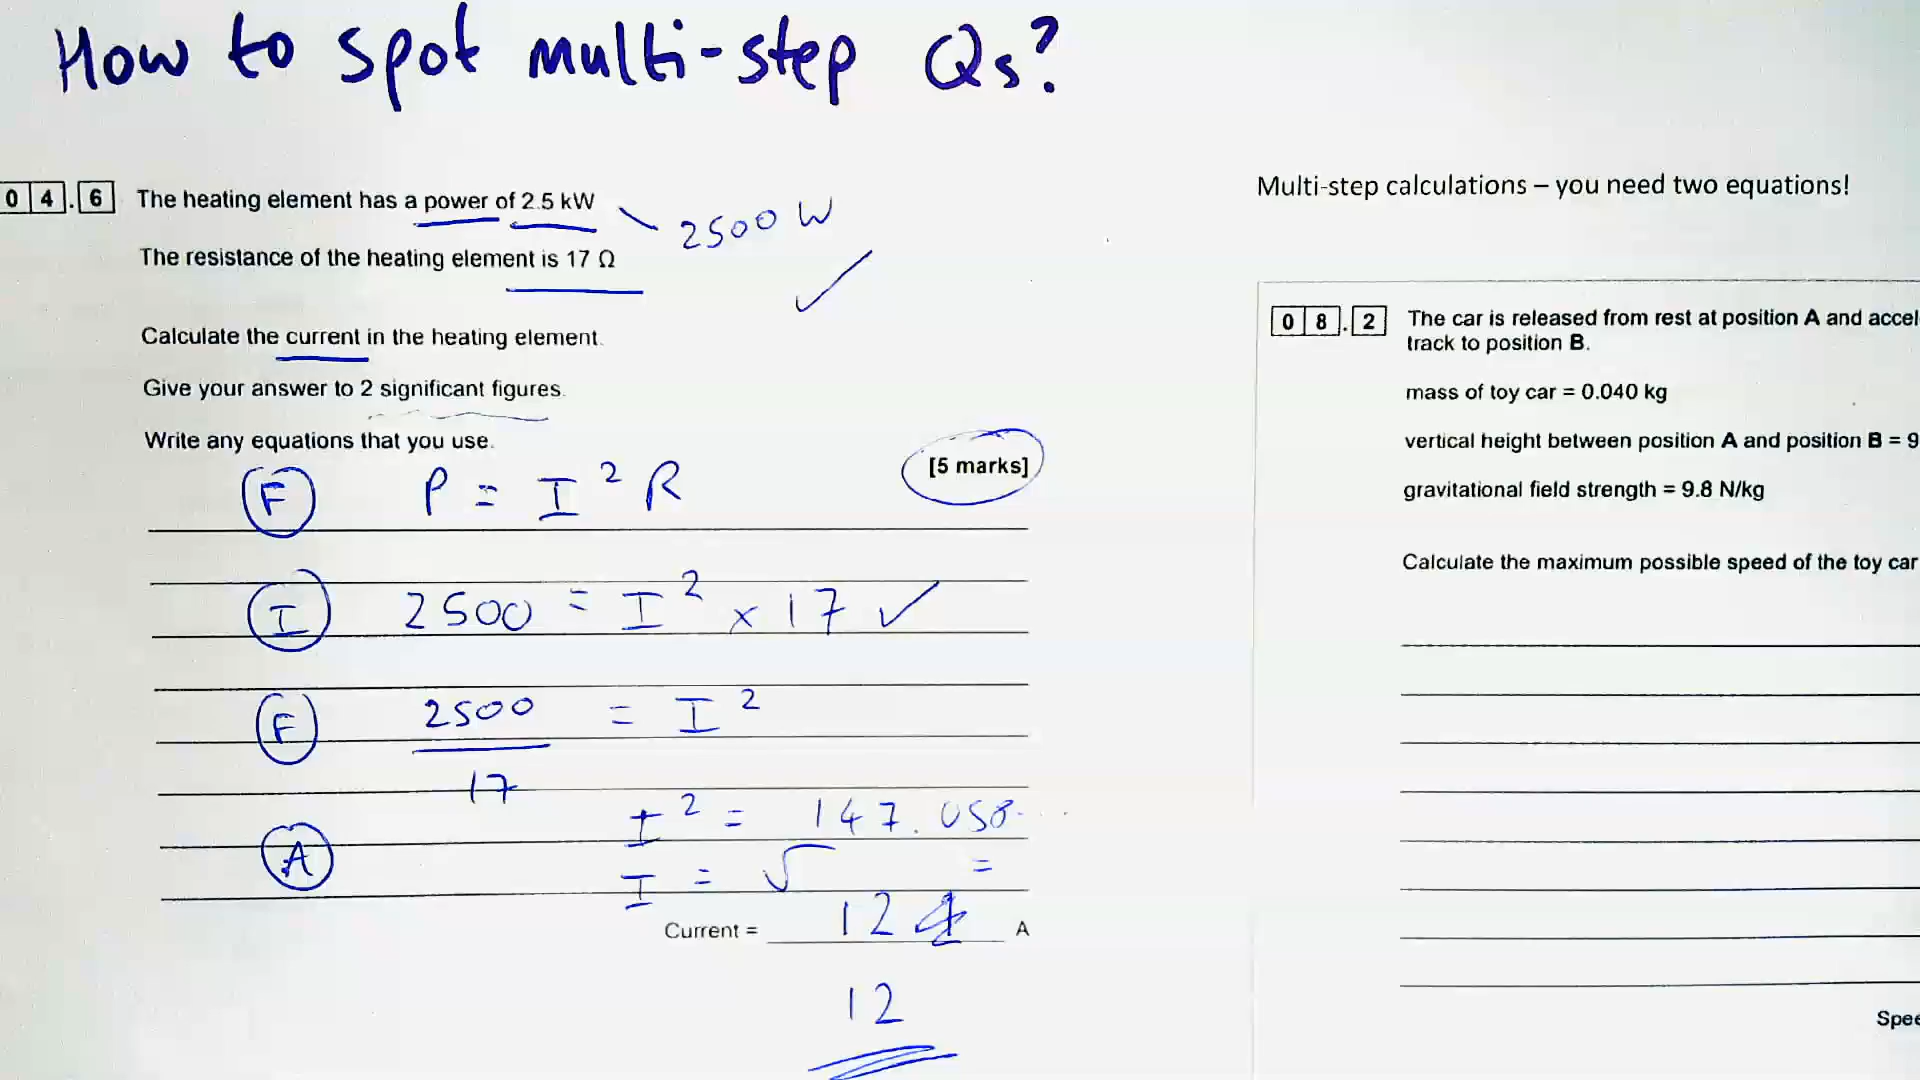 How to spot multi-step Qs?
04.6 The heating element has a power of 2.5 kW
2500 W
The resistance of the heating element is 17 Ω
✓
Calculate the current in the heating element.
Give your answer to 2 significant figures.
Write any equations that you use.
[5 marks]
F P = I² R
I 2500 = I² × 17 ✓
F 2500 = I²
17
I² = 147.058...
A
I = √ =
Current = 12 A
12
Multi-step calculations – you need two equations!
08.2 The car is released from rest at position A and accel
track to position B.
mass of toy car = 0.040 kg
vertical height between position A and position B = 9
gravitational field strength = 9.8 N/kg
Calculate the maximum possible speed of the toy car
Spee